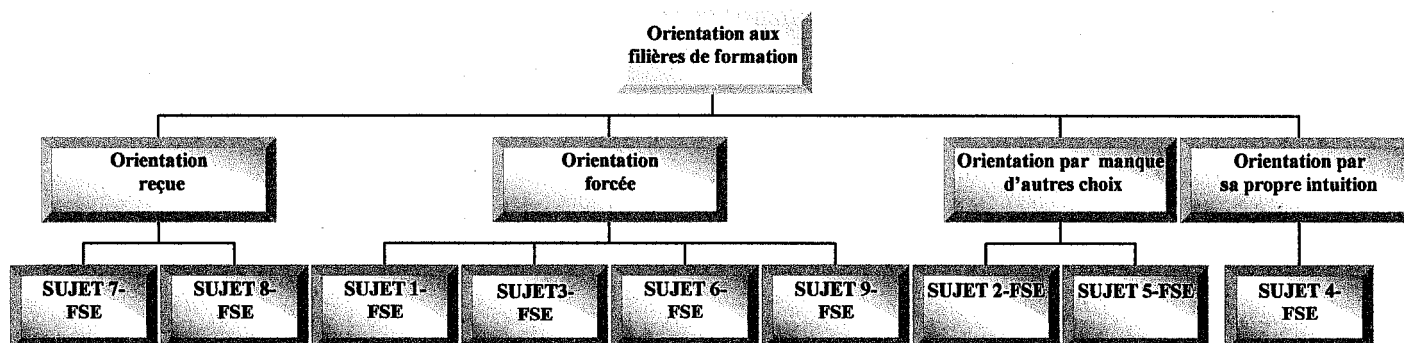 Orientation aux
filières de formation
Orientation
reçue
Orientation
forcée
Orientation par manque
d'autres choix
Orientation par
sa propre intuition
SUJET 7-
FSE
SUJET 8-
FSE
SUJET 1-
FSE
SUJET3-
FSE
SUJET 6-
FSE
SUJET 9-
FSE
SUJET 2-FSE
SUJET 5-FSE
SUJET 4-
FSE